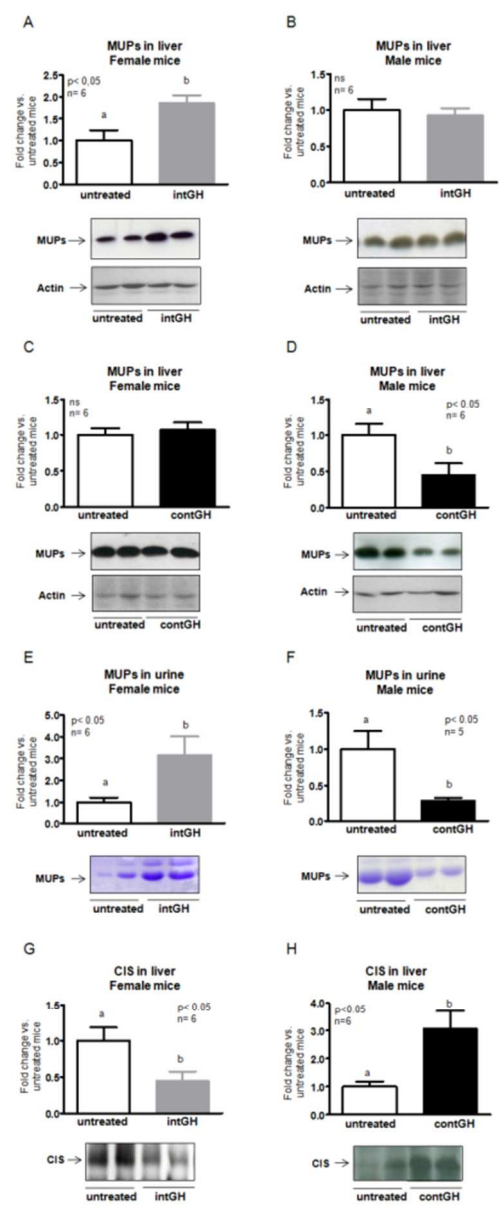 A
MUPs in liver
Female mice
Fold change vs.
untreated mice
2.5
2.0
1.5
1.0
0.5
0.0
p< 0,05
n= 6
a
b
untreated
intGH
MUPs
Actin
untreated
intGH
B
MUPs in liver
Male mice
Fold change vs.
untreated mice
1.5
1.0
0.5
0.0
ns
n= 6
untreated
intGH
MUPs
Actin
untreated
intGH
C
MUPs in liver
Female mice
Fold change vs.
untreated mice
1.5
1.0
0.5
0.0
ns
n= 6
untreated
contGH
MUPs
Actin
untreated
contGH
D
MUPs in liver
Male mice
Fold change vs.
untreated mice
1.5
1.0
0.5
0.0
a
b
p< 0.05
n= 6
untreated
contGH
MUPs
Actin
untreated
contGH
E
MUPs in urine
Female mice
Fold change vs.
untreated mice
5.0
4.0
3.0
2.0
1.0
0.0
p< 0.05
n= 6
a
b
untreated
intGH
MUPs
untreated
intGH
F
MUPs in urine
Male mice
Fold change vs.
untreated mice
1.5
1.0
0.5
0.0
a
b
p< 0.05
n= 5
untreated
contGH
MUPs
untreated
contGH
G
CIS in liver
Female mice
Fold change vs.
untreated mice
1.5
1.0
0.5
0.0
a
b
p< 0.05
n= 6
untreated
intGH
CIS
untreated
intGH
H
CIS in liver
Male mice
Fold change vs.
untreated mice
4.0
3.0
2.0
1.0
0.0
p<0.05
n=6
a
b
untreated
contGH
CIS
untreated
contGH